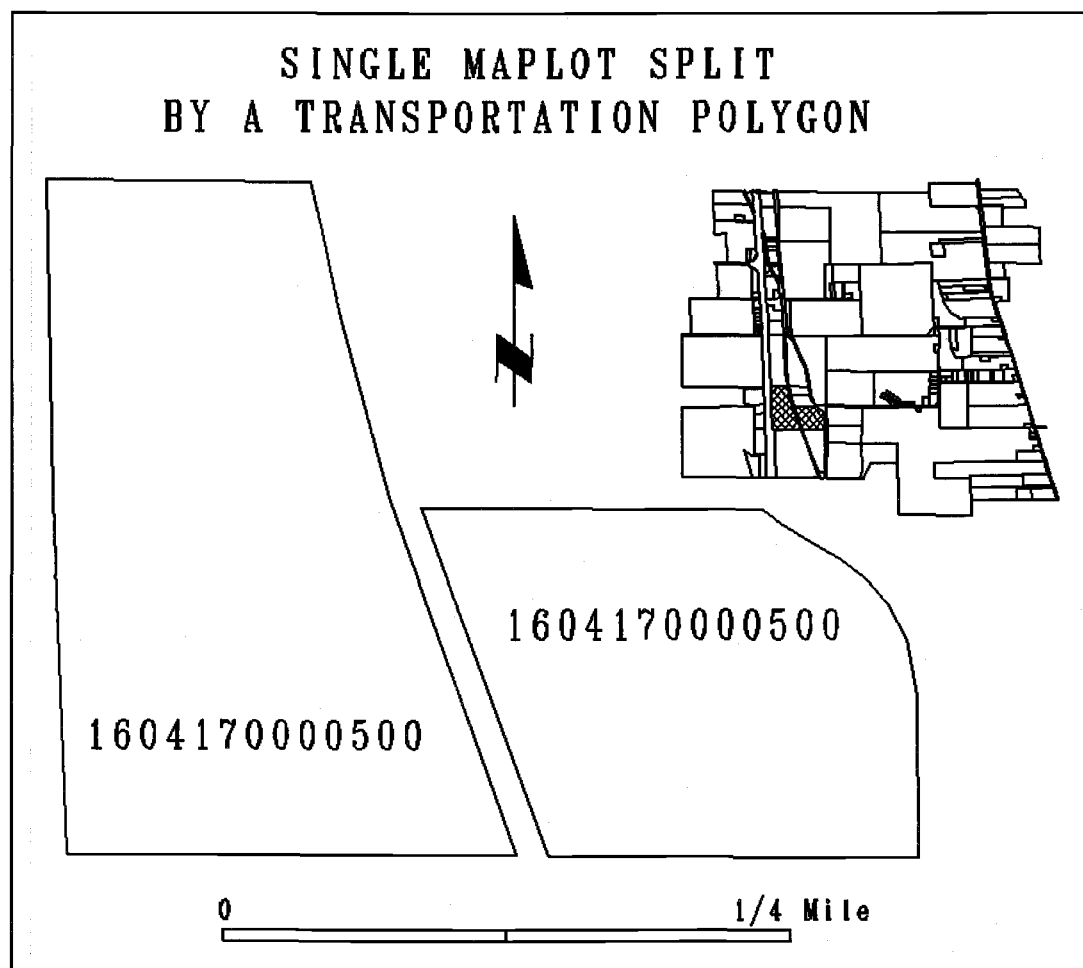 SINGLE MAPLOT SPLIT
BY A TRANSPORTATION POLYGON
1604170000500
1604170000500
0 1/4 Mile